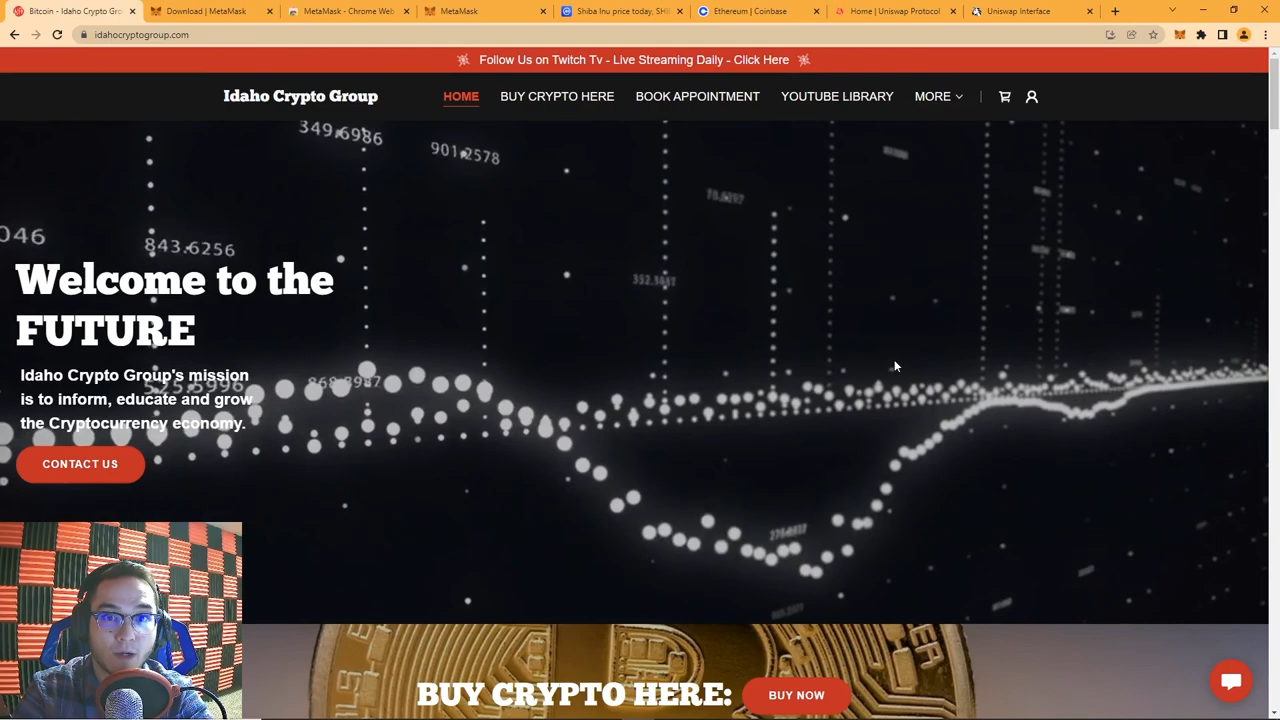 Bitcoin - Idaho Crypto Gro
Download | MetaMask
MetaMask - Chrome Web
MetaMask
Shiba Inu price today, SHI
Ethereum | Coinbase
Home | Uniswap Protocol
Uniswap Interface
idahocryptogroup.com
Follow Us on Twitch Tv - Live Streaming Daily - Click Here
Idaho Crypto Group
HOME
BUY CRYPTO HERE
BOOK APPOINTMENT
YOUTUBE LIBRARY
MORE
349.6986
901.2578
046
843.6256
Welcome to the
FUTURE
Idaho Crypto Group's mission
is to inform, educate and grow
the Cryptocurrency economy.
525.5996
868.3987
CONTACT US
BUY CRYPTO HERE:
BUY NOW